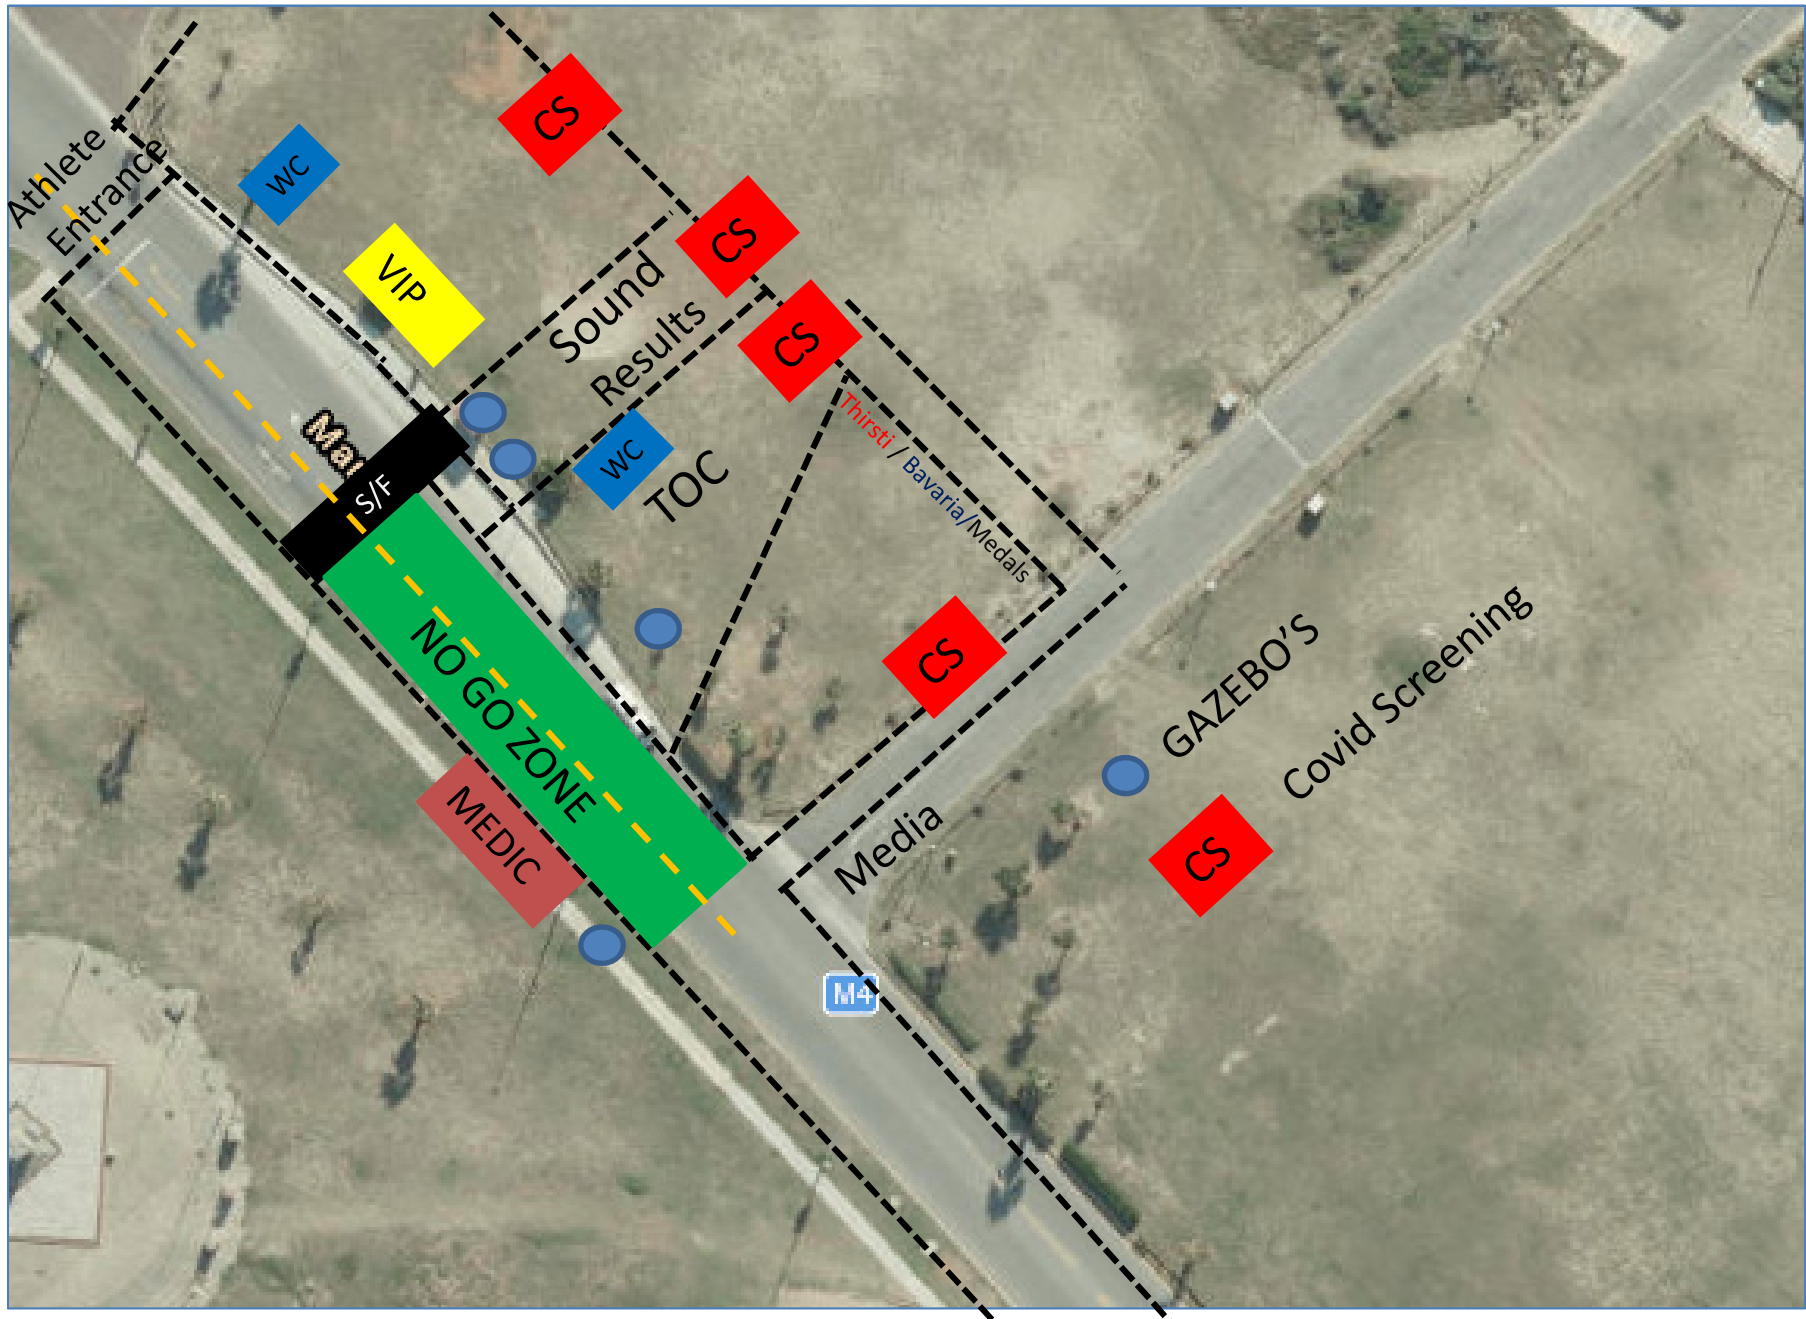 Athlete
Entrance
WC
VIP
CS
CS
CS
Sound
Results
WC
TOC
Thirsti / Bavaria/Medals
S/F
NO GO ZONE
MEDIC
CS
Media
M4
GAZEBO'S
Covid Screening
CS